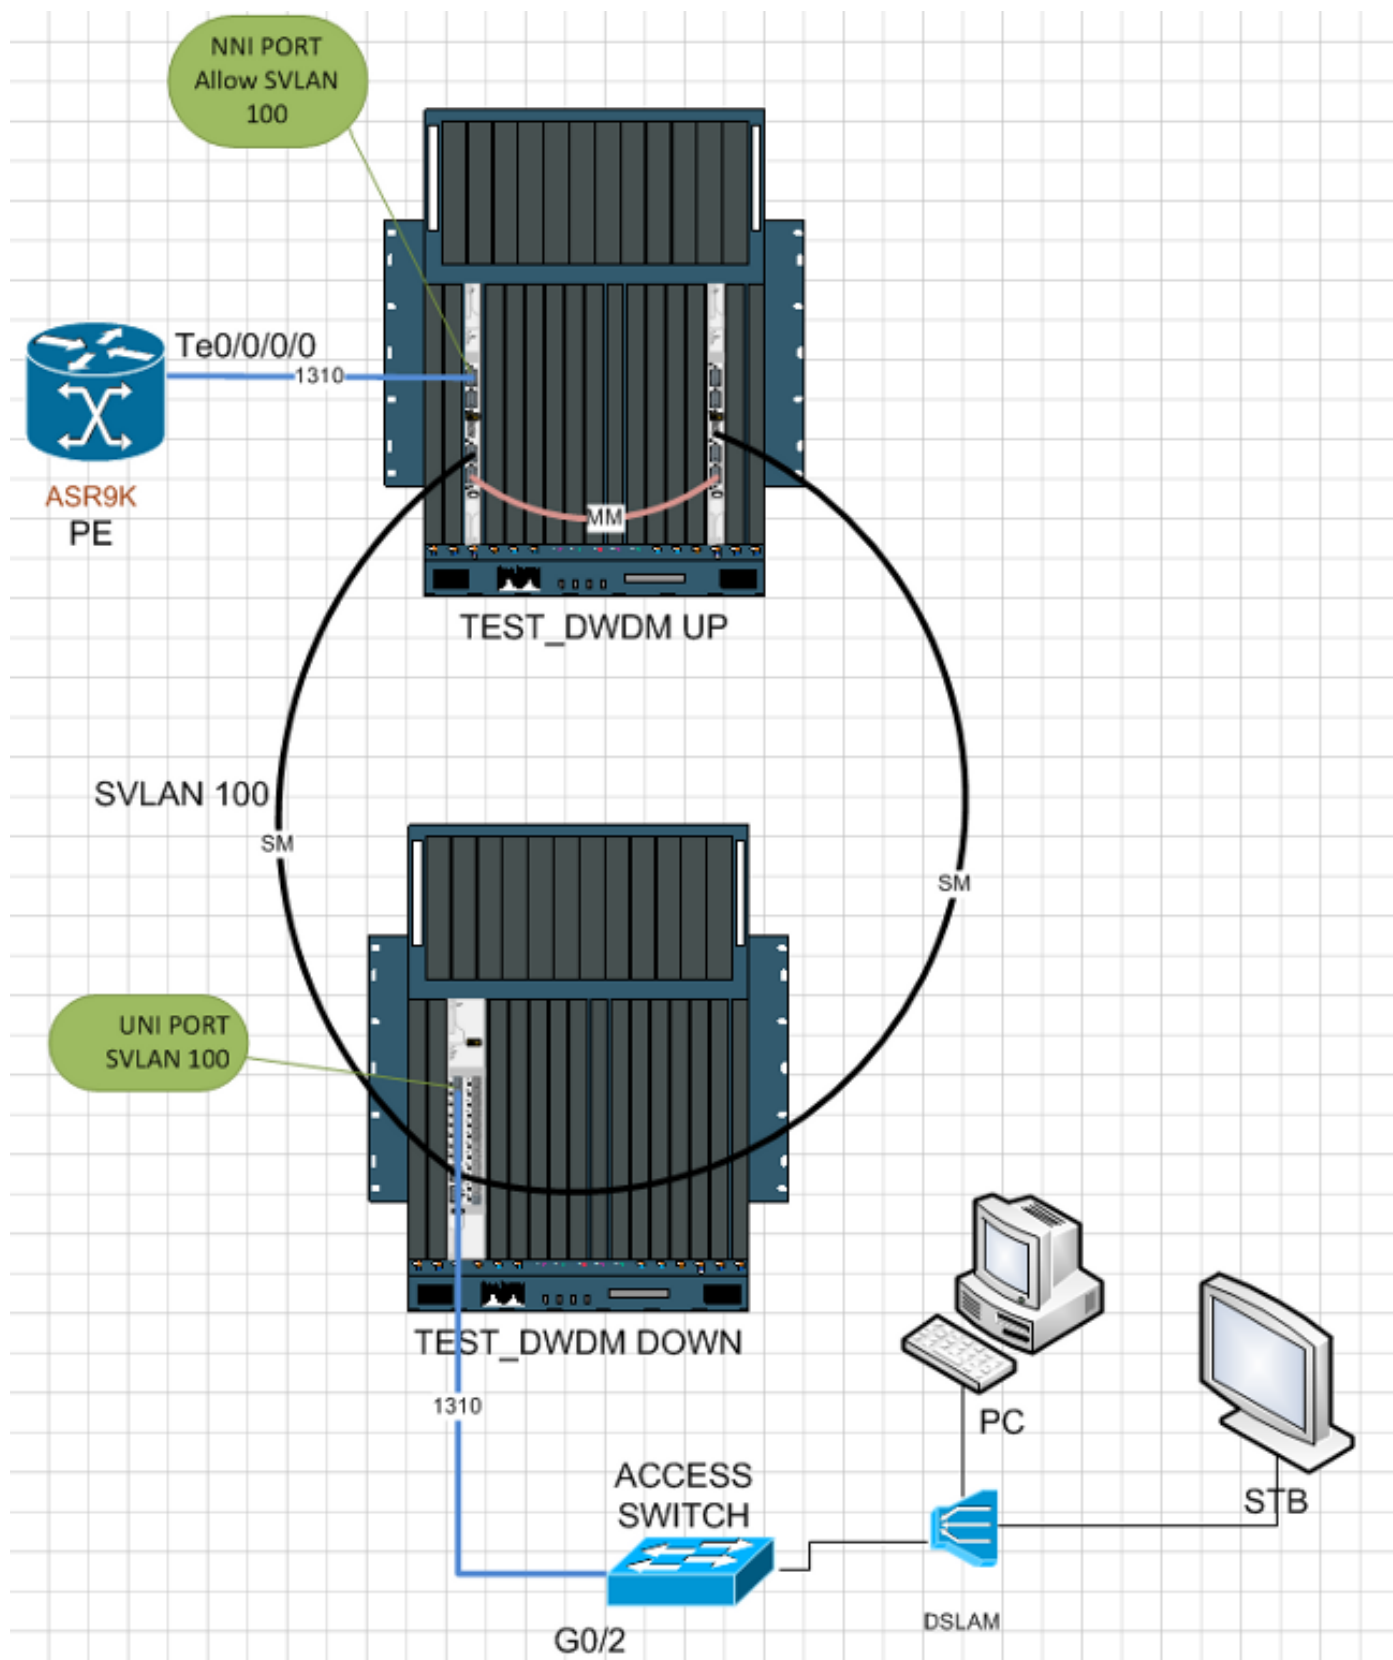 NNI PORT
Allow SVLAN
100
Te0/0/0/0
1310
ASR9K
PE
MM
TEST_DWDM UP
SVLAN 100
SM
SM
UNI PORT
SVLAN 100
TEST_DWDM DOWN
1310
PC
ACCESS
SWITCH
STB
DSLAM
G0/2